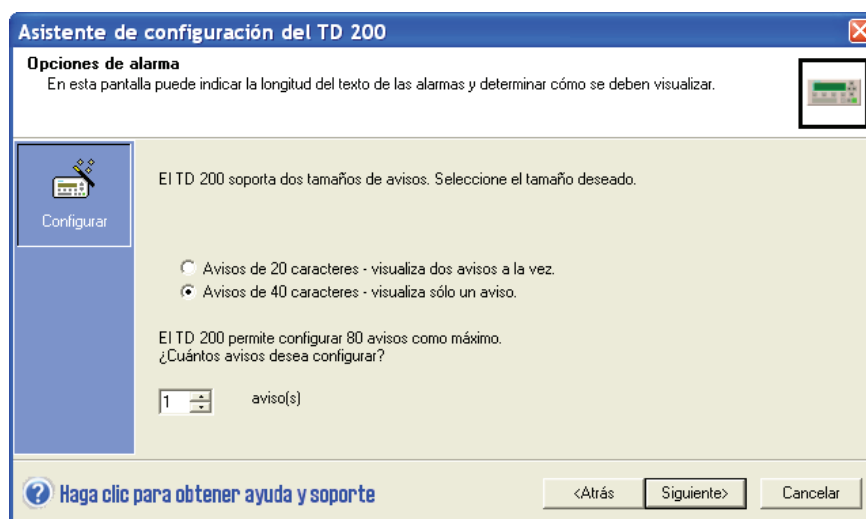 Asistente de configuración del TD 200
Opciones de alarma
En esta pantalla puede indicar la longitud del texto de las alarmas y determinar cómo se deben visualizar.
Configurar
El TD 200 soporta dos tamaños de avisos. Seleccione el tamaño deseado.
Avisos de 20 caracteres - visualiza dos avisos a la vez.
Avisos de 40 caracteres - visualiza sólo un aviso.
El TD 200 permite configurar 80 avisos como máximo.
¿Cuántos avisos desea configurar?
1 aviso(s)
Haga clic para obtener ayuda y soporte
<Atrás Siguiente> Cancelar